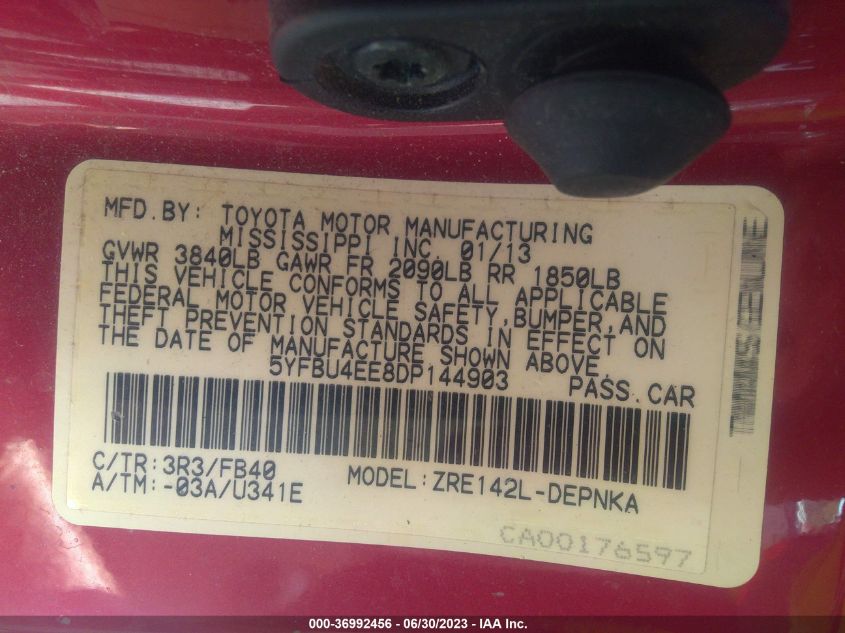 MFD.BY: TOYOTA MOTOR MANUFACTURING
MISSISSIPPI INC. 01/13
GVWR 3840LB GAWR FR 2090LB RR 1850LB
THIS VEHICLE CONFORMS TO ALL APPLICABLE
FEDERAL MOTOR VEHICLE SAFETY,BUMPER,AND
THEFT PREVENTION STANDARDS IN EFFECT ON
THE DATE OF MANUFACTURE SHOWN ABOVE.
5YFBU4EE8DP144903 PASS.CAR
C/TR:3R3/FB40 MODEL:ZRE142L-DEPNKA
A/TM:-03A/U341E
CA00176597
000-36992456 - 06/30/2023 - IAA Inc.